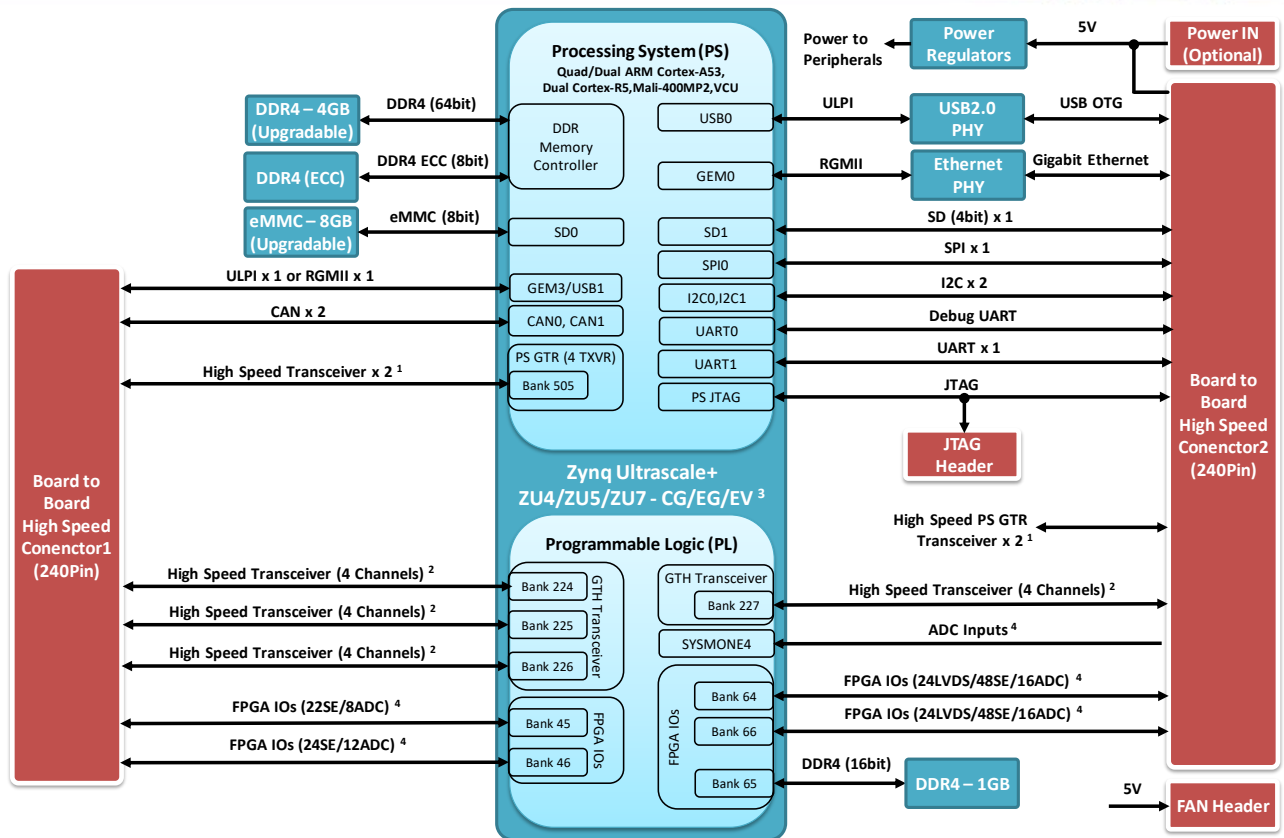 Processing System (PS)
Quad/Dual ARM Cortex-A53,
Dual Cortex-R5,Mali-400MP2,VCU
Power to
Peripherals
Power
Regulators
5V
Power IN
(Optional)
DDR4 – 4GB
(Upgradable)
DDR4 (64bit)
DDR
Memory
Controller
USB0
ULPI
USB2.0
PHY
USB OTG
DDR4 (ECC)
DDR4 ECC (8bit)
GEM0
RGMII
Ethernet
PHY
Gigabit Ethernet
eMMC – 8GB
(Upgradable)
eMMC (8bit)
SD0
SD1
SD (4bit) x 1
SPI0
SPI x 1
ULPI x 1 or RGMII x 1
GEM3/USB1
I2C0,I2C1
I2C x 2
CAN x 2
CAN0, CAN1
UART0
Debug UART
PS GTR (4 TXVR)
UART1
UART x 1
High Speed Transceiver x 2 1
Bank 505
PS JTAG
JTAG
JTAG
Header
Board to
Board
High Speed
Conenctor2
(240Pin)
Board to
Board
High Speed
Conenctor1
(240Pin)
Zynq Ultrascale+
ZU4/ZU5/ZU7 - CG/EG/EV 3
High Speed PS GTR
Transceiver x 2 1
Programmable Logic (PL)
High Speed Transceiver (4 Channels) 2
Bank 224
High Speed Transceiver (4 Channels) 2
Bank 225
High Speed Transceiver (4 Channels) 2
Bank 226
GTH Transceiver
GTH Transceiver
Bank 227
High Speed Transceiver (4 Channels) 2
SYSMONE4
ADC Inputs 4
FPGA IOs (22SE/8ADC) 4
Bank 45
FPGA IOs (24SE/12ADC) 4
Bank 46
FPGA IOs
FPGA IOs
Bank 64
FPGA IOs (24LVDS/48SE/16ADC) 4
Bank 66
FPGA IOs (24LVDS/48SE/16ADC) 4
Bank 65
DDR4 (16bit)
DDR4 – 1GB
5V
FAN Header